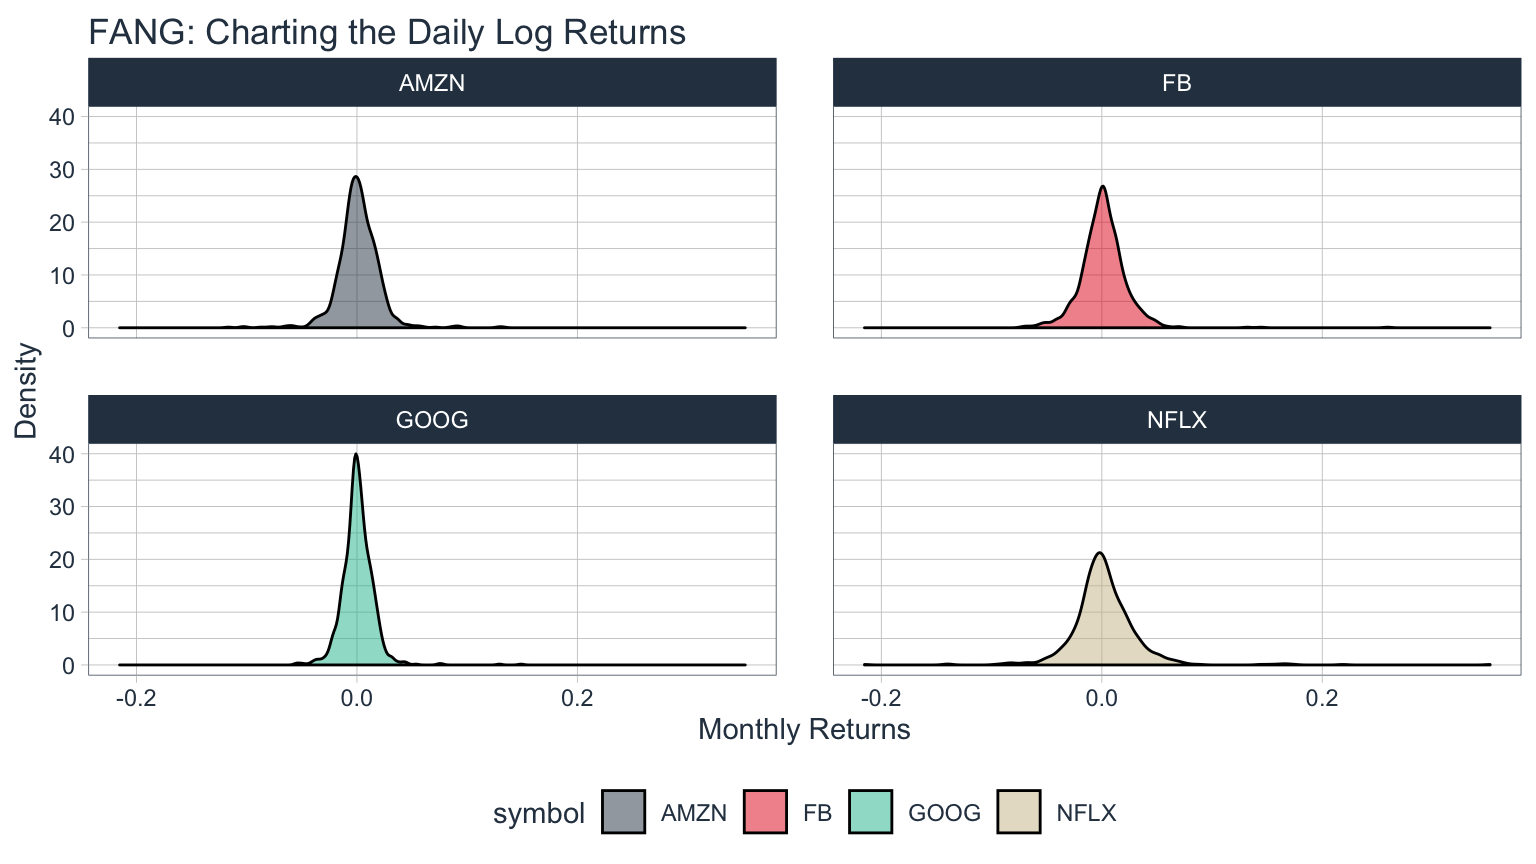 FANG: Charting the Daily Log Returns
AMZN
FB
40
30
20
10
0
Density
GOOG
NFLX
40
30
20
10
0
-0.2 0.0 0.2
-0.2 0.0 0.2
Monthly Returns
symbol AMZN FB GOOG NFLX